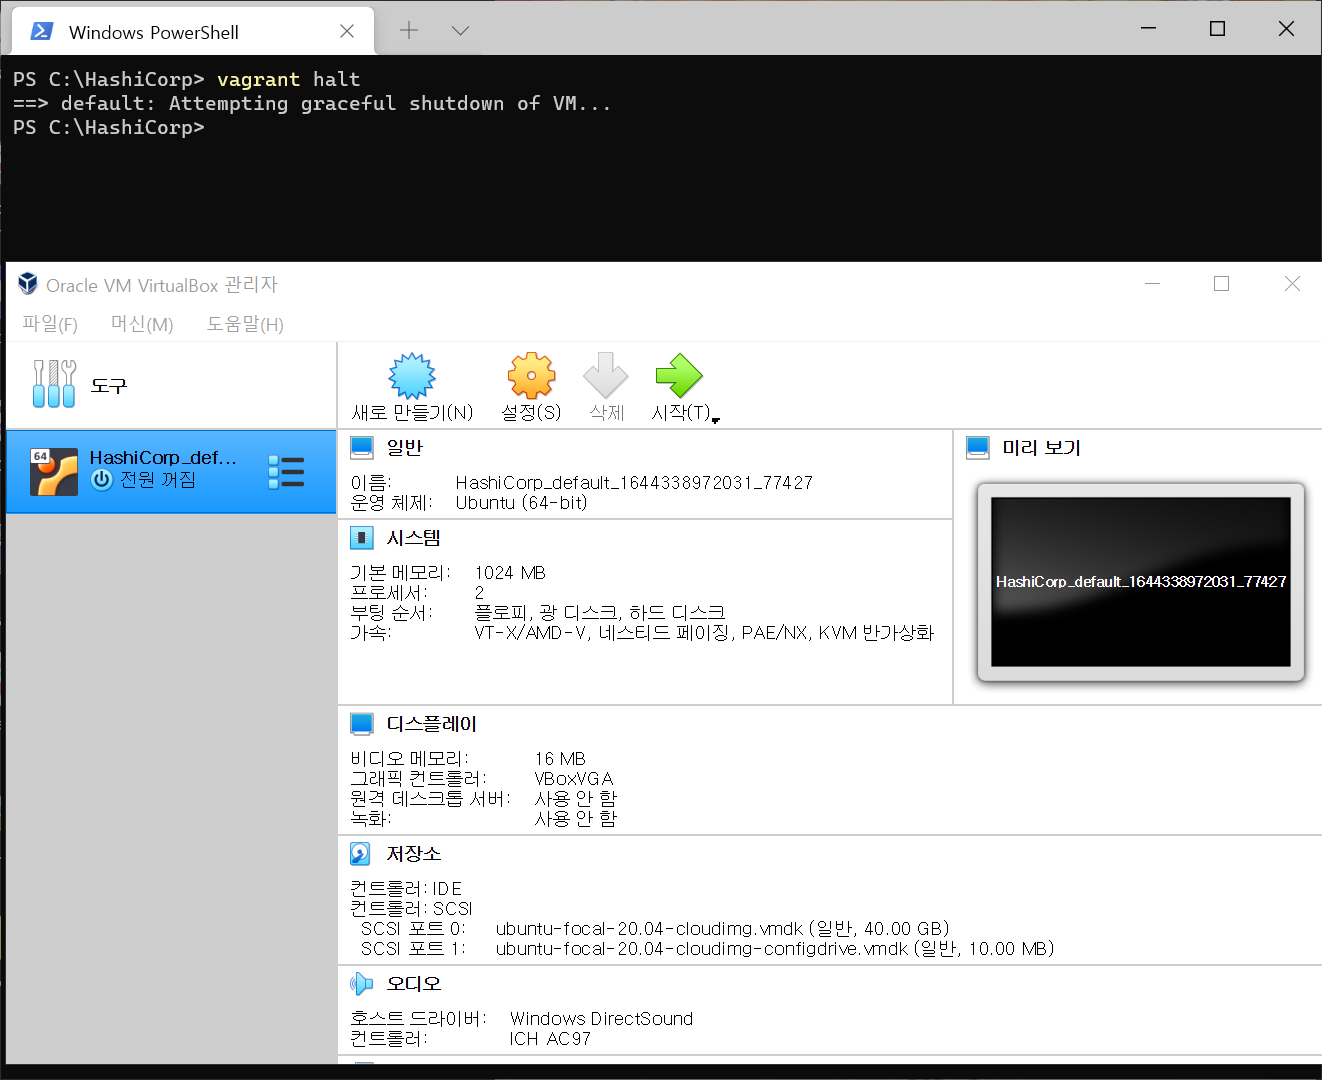 Windows PowerShell
PS C:\HashiCorp> vagrant halt
==> default: Attempting graceful shutdown of VM...
PS C:\HashiCorp>
Oracle VM VirtualBox 관리자
파일(F) 머신(M) 도움말(H)
도구
새로 만들기(N) 설정(S) 삭제 시작(T)
64
HashiCorp_def...
전원 꺼짐
일반
이름: HashiCorp_default_1644338972031_77427
운영 체제: Ubuntu (64-bit)
시스템
기본 메모리: 1024 MB
프로세서: 2
부팅 순서: 플로피, 광 디스크, 하드 디스크
가속: VT-X/AMD-V, 네스티드 페이징, PAE/NX, KVM 반가상화
미리 보기
HashiCorp_default_1644338972031_77427
디스플레이
비디오 메모리: 16 MB
그래픽 컨트롤러: VBoxVGA
원격 데스크톱 서버: 사용 안 함
녹화: 사용 안 함
저장소
컨트롤러: IDE
컨트롤러: SCSI
SCSI 포트 0: ubuntu-focal-20.04-cloudimg.vmdk (일반, 40.00 GB)
SCSI 포트 1: ubuntu-focal-20.04-cloudimg-configdrive.vmdk (일반, 10.00 MB)
오디오
호스트 드라이버: Windows DirectSound
컨트롤러: ICH AC97